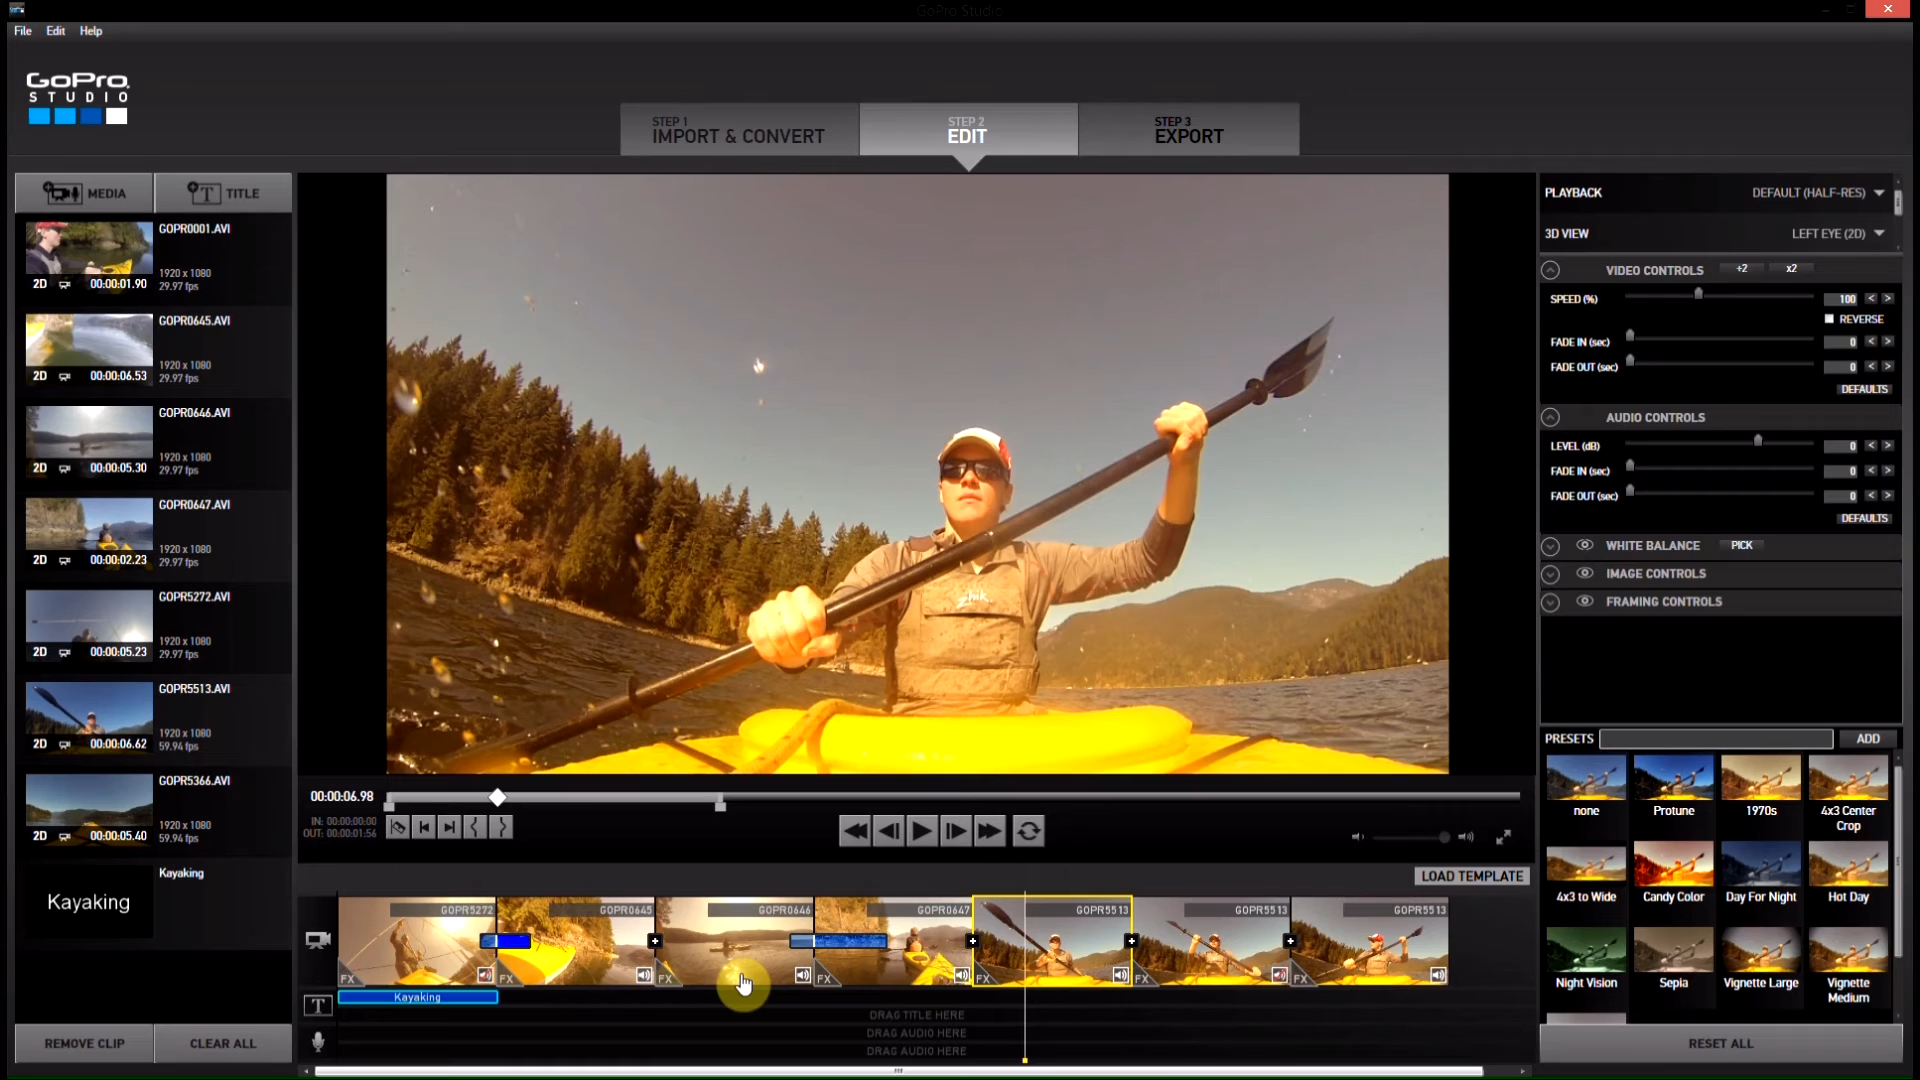 GoPro Studio
File Edit Help
GoPro
STUDIO
STEP 1
IMPORT & CONVERT
STEP 2
EDIT
STEP 3
EXPORT
MEDIA
TITLE
GOPR0001.AVI
1920 x 1080
2D 00:00:01.90 29.97 fps
GOPR0645.AVI
1920 x 1080
2D 00:00:06.53 29.97 fps
GOPR0646.AVI
1920 x 1080
2D 00:00:05.30 29.97 fps
GOPR0647.AVI
1920 x 1080
2D 00:00:02.23 29.97 fps
GOPR5272.AVI
1920 x 1080
2D 00:00:05.23 29.97 fps
GOPR5513.AVI
1920 x 1080
2D 00:00:06.62 59.94 fps
GOPR5366.AVI
1920 x 1080
2D 00:00:05.40 59.94 fps
Kayaking
Kayaking
REMOVE CLIP
CLEAR ALL
zhik.
00:00:06.98
IN: 00:00:00:00
OUT: 00:00:01:56
LOAD TEMPLATE
GOPR5272 GOPR0645 GOPR0646 GOPR0647 GOPR5513 GOPR5513 GOPR5513
FX FX FX FX FX FX FX
T Kayaking
DRAG TITLE HERE
DRAG AUDIO HERE
DRAG AUDIO HERE
PLAYBACK DEFAULT (HALF-RES)
3D VIEW LEFT EYE (2D)
VIDEO CONTROLS ÷2 x2
SPEED (%) 100 < >
REVERSE
FADE IN (sec) 0 < >
FADE OUT (sec) 0 < >
DEFAULTS
AUDIO CONTROLS
LEVEL (dB) 0 < >
FADE IN (sec) 0 < >
FADE OUT (sec) 0 < >
DEFAULTS
WHITE BALANCE PICK
IMAGE CONTROLS
FRAMING CONTROLS
PRESETS ADD
none
Protune
1970s
4x3 Center
Crop
4x3 to Wide
Candy Color
Day For Night
Hot Day
Night Vision
Sepia
Vignette Large
Vignette
Medium
RESET ALL